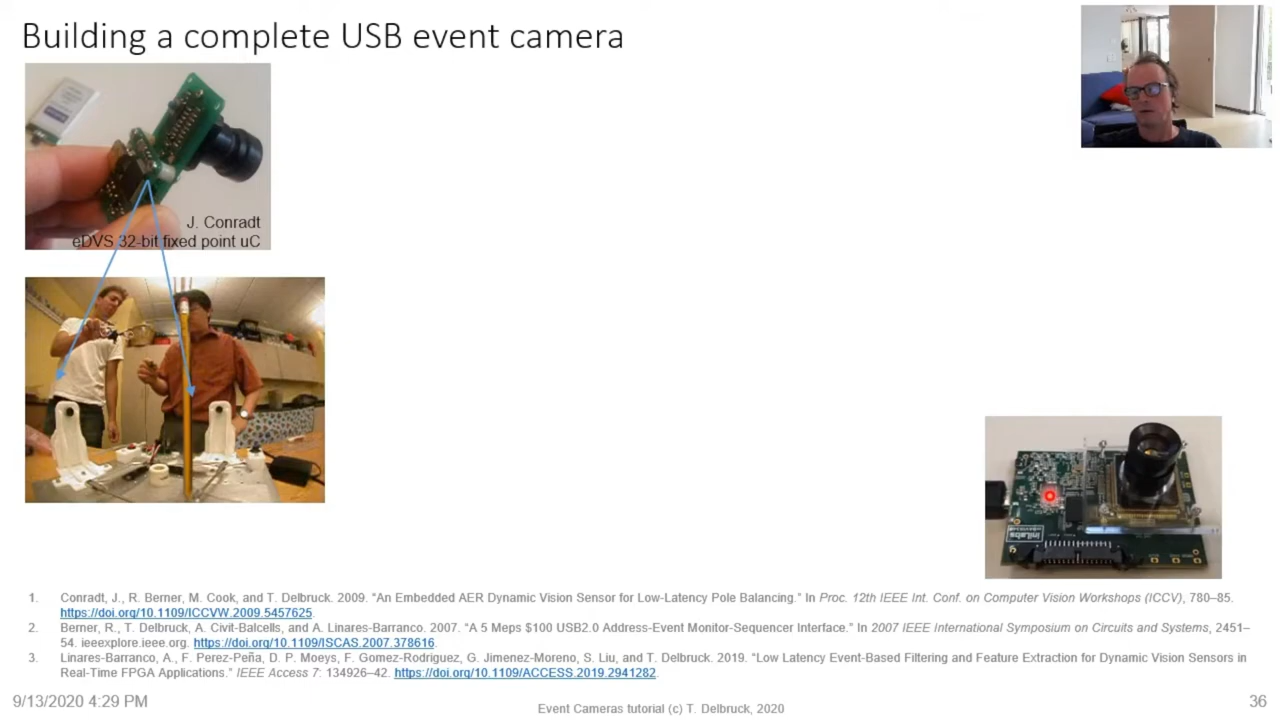 Building a complete USB event camera
J. Conradt
eDVS 32-bit fixed point uC
iniLabs
1. Conradt, J., R. Berner, M. Cook, and T. Delbruck. 2009. “An Embedded AER Dynamic Vision Sensor for Low-Latency Pole Balancing.” In Proc. 12th IEEE Int. Conf. on Computer Vision Workshops (ICCV), 780–85.
https://doi.org/10.1109/ICCVW.2009.5457625.
2. Berner, R., T. Delbruck, A. Civit-Balcells, and A. Linares-Barranco. 2007. “A 5 Meps $100 USB2.0 Address-Event Monitor-Sequencer Interface.” In 2007 IEEE International Symposium on Circuits and Systems, 2451–
54. ieeexplore.ieee.org. https://doi.org/10.1109/ISCAS.2007.378616.
3. Linares-Barranco, A., F. Perez-Peña, D. P. Moeys, F. Gomez-Rodriguez, G. Jimenez-Moreno, S. Liu, and T. Delbruck. 2019. “Low Latency Event-Based Filtering and Feature Extraction for Dynamic Vision Sensors in
Real-Time FPGA Applications.” IEEE Access 7: 134926–42. https://doi.org/10.1109/ACCESS.2019.2941282.
9/13/2020 4:29 PM
Event Cameras tutorial (c) T. Delbruck, 2020
36